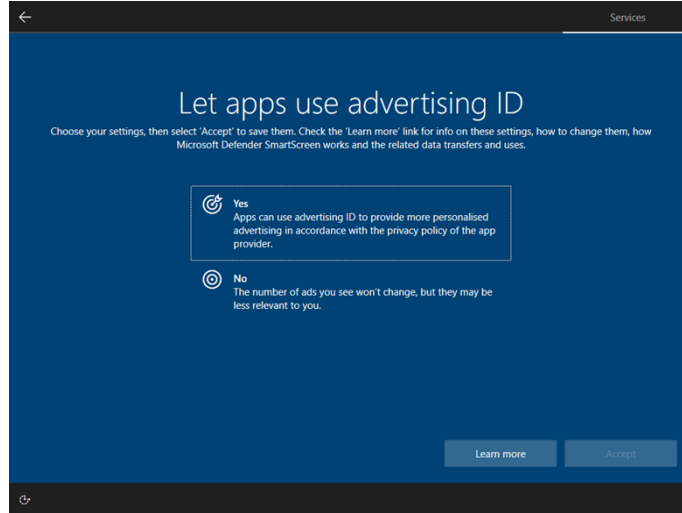 Services
Let apps use advertising ID
Choose your settings, then select 'Accept' to save them. Check the 'Learn more' link for info on these settings, how to change them, how
Microsoft Defender SmartScreen works and the related data transfers and uses.
Yes
Apps can use advertising ID to provide more personalised
advertising in accordance with the privacy policy of the app
provider.
No
The number of ads you see won't change, but they may be
less relevant to you.
Learn more
Accept